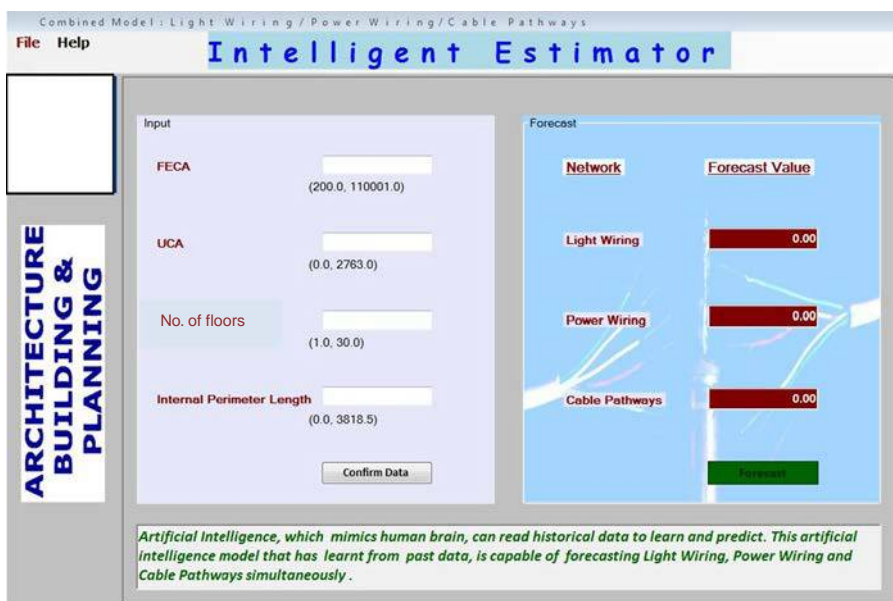 Combined Model: Light Wiring/Power Wiring/Cable Pathways
File Help
Intelligent Estimator
ARCHITECTURE
BUILDING &
PLANNING
Input
FECA
(200.0, 110001.0)
UCA
(0.0, 2763.0)
No. of floors
(1.0, 30.0)
Internal Perimeter Length
(0.0, 3818.5)
Confirm Data
Forecast
Network Forecast Value
Light Wiring 0.00
Power Wiring 0.00
Cable Pathways 0.00
Forecast
Artificial Intelligence, which mimics human brain, can read historical data to learn and predict. This artificial
intelligence model that has learnt from past data, is capable of forecasting Light Wiring, Power Wiring and
Cable Pathways simultaneously .